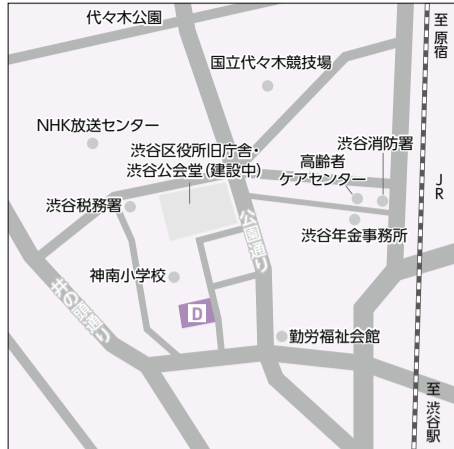 代々木公園
至 原宿
国立代々木競技場
NHK放送センター
渋谷区役所旧庁舎・
渋谷公会堂(建設中)
渋谷消防署
高齢者
ケアセンター
JR
渋谷税務署
公園通り
渋谷年金事務所
神南小学校
井の頭通り
D
勤労福祉会館
至 渋谷駅